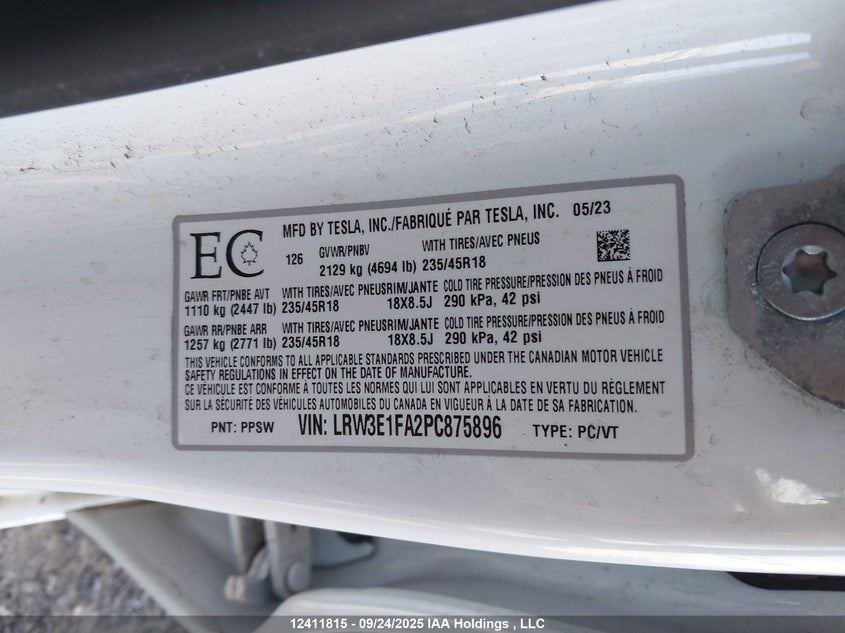 MFD BY TESLA, INC./FABRIQUÉ PAR TESLA, INC. 05/23
EC
126 GVWR/PNBV WITH TIRES/AVEC PNEUS
2129 kg (4694 lb) 235/45R18
GAWR FRT/PNBE AVT WITH TIRES/AVEC PNEUS RIM/JANTE COLD TIRE PRESSURE/PRESSION DES PNEUS À FROID
1110 kg (2447 lb) 235/45R18 18X8.5J 290 kPa, 42 psi
GAWR RR/PNBE ARR WITH TIRES/AVEC PNEUS RIM/JANTE COLD TIRE PRESSURE/PRESSION DES PNEUS À FROID
1257 kg (2771 lb) 235/45R18 18X8.5J 290 kPa, 42 psi
THIS VEHICLE CONFORMS TO ALL APPLICABLE STANDARDS PRESCRIBED UNDER THE CANADIAN MOTOR VEHICLE
SAFETY REGULATIONS IN EFFECT ON THE DATE OF MANUFACTURE.
CE VÉHICULE EST CONFORME À TOUTES LES NORMES QUI LUI SONT APPLICABLES EN VERTU DU RÈGLEMENT
SUR LA SÉCURITÉ DES VÉHICULES AUTOMOBILES DU CANADA EN VIGUEUR À LA DATE DE SA FABRICATION.
PNT: PPSW VIN: LRW3E1FA2PC875896 TYPE: PC/VT
12411815 - 09/24/2025 IAA Holdings , LLC